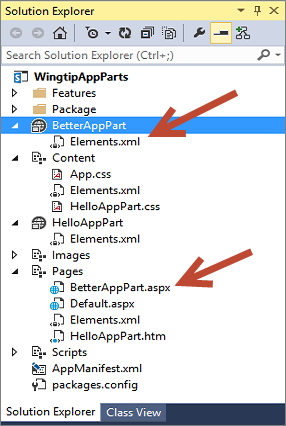 Solution Explorer
Search Solution Explorer (Ctrl+;)
WingtipAppParts
Features
Package
BetterAppPart
Elements.xml
Content
App.css
Elements.xml
HelloAppPart.css
HelloAppPart
Elements.xml
Images
Pages
BetterAppPart.aspx
Default.aspx
Elements.xml
HelloAppPart.htm
Scripts
AppManifest.xml
packages.config
Solution Explorer Class View